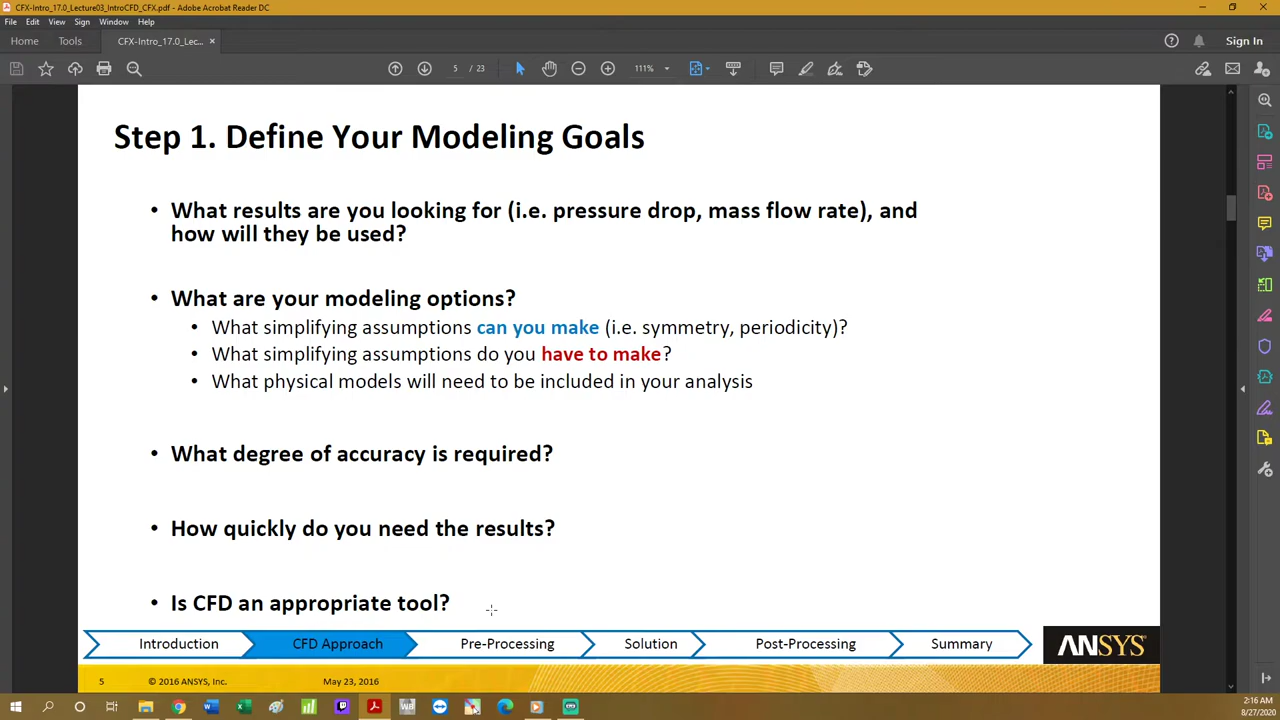 CFX-Intro_17.0_Lecture03_IntroCFD_CFX.pdf - Adobe Acrobat Reader DC
File Edit View Sign Window Help
Home Tools CFX-Intro_17.0_Lec... × Sign In
5 / 23 111%
Step 1. Define Your Modeling Goals
• What results are you looking for (i.e. pressure drop, mass flow rate), and
how will they be used?
• What are your modeling options?
• What simplifying assumptions can you make (i.e. symmetry, periodicity)?
• What simplifying assumptions do you have to make?
• What physical models will need to be included in your analysis
• What degree of accuracy is required?
• How quickly do you need the results?
• Is CFD an appropriate tool?
Introduction CFD Approach Pre-Processing Solution Post-Processing Summary ANSYS
5 © 2016 ANSYS, Inc. May 23, 2016
2:16 AM
8/27/2020